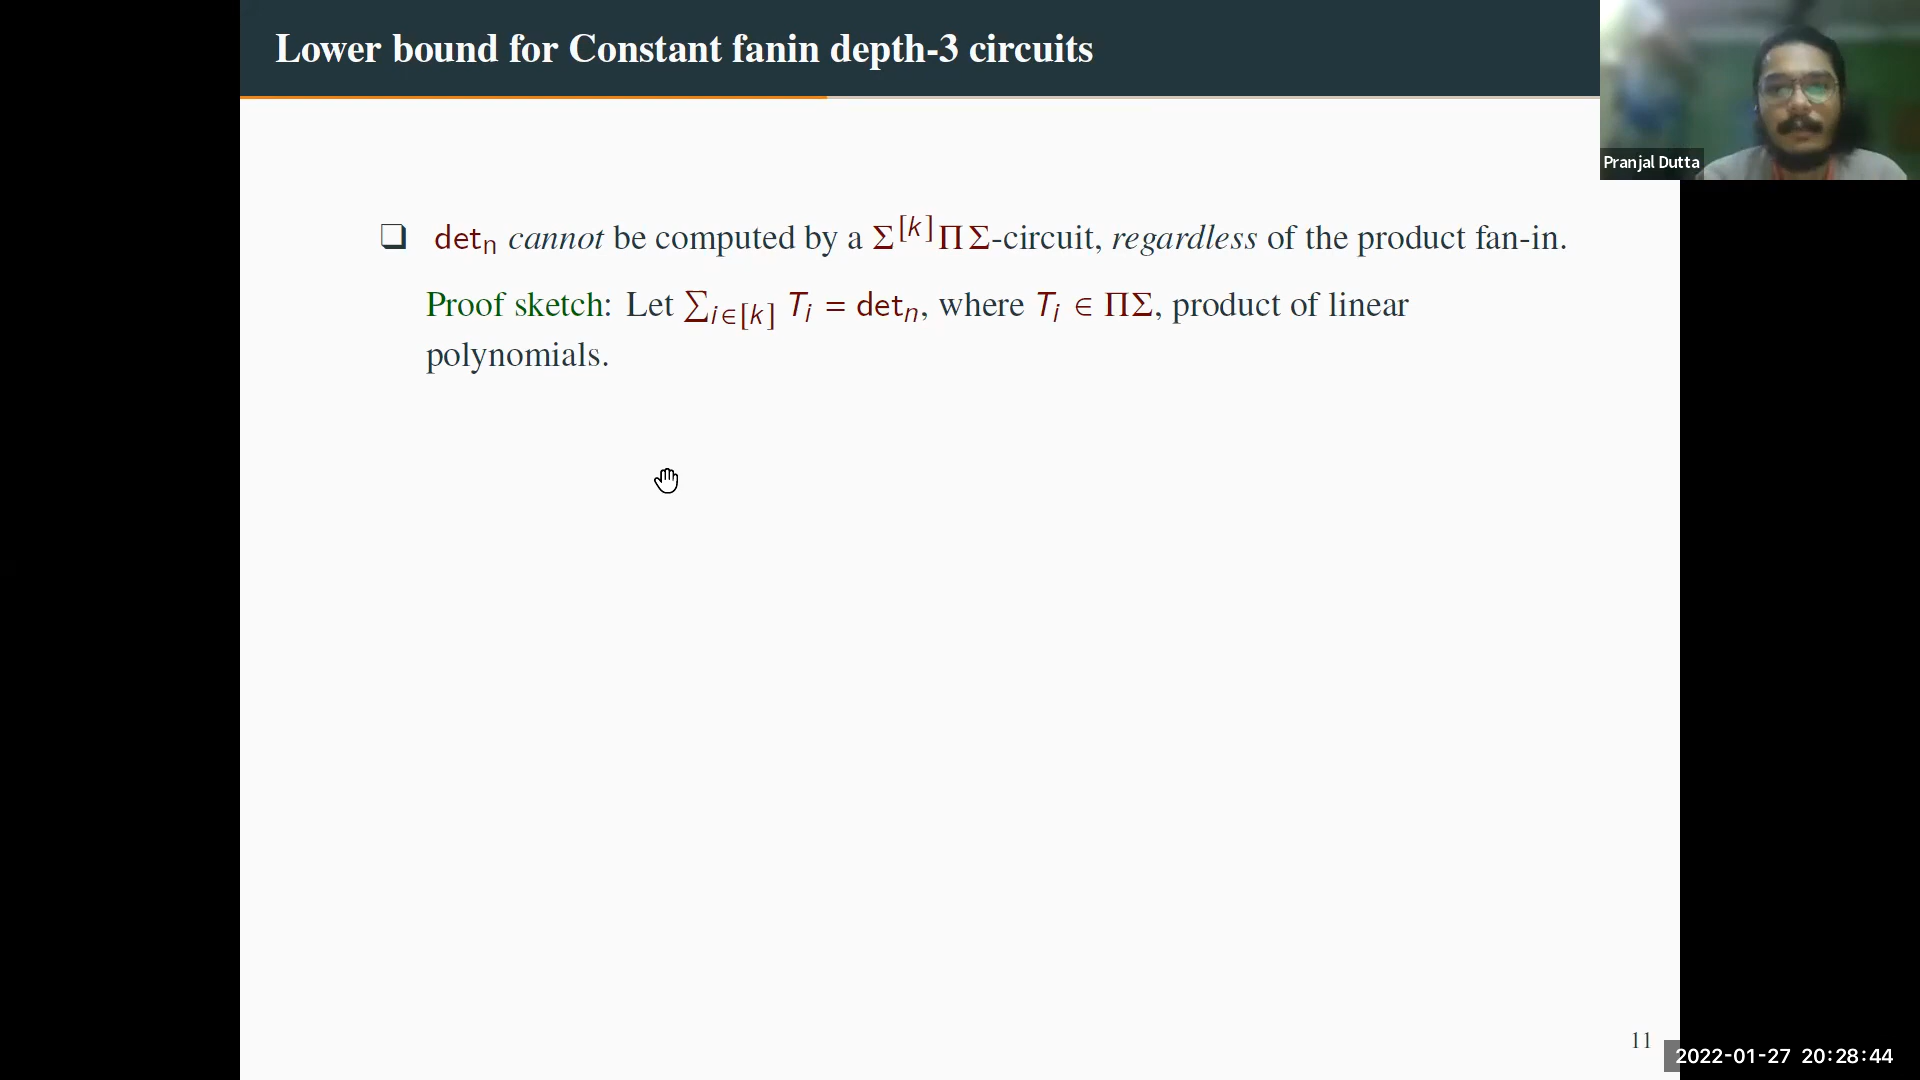 Lower bound for Constant fanin depth-3 circuits
Pranjal Dutta
❑ detₙ cannot be computed by a Σ^[k]ΠΣ-circuit, regardless of the product fan-in.
Proof sketch: Let ∑_{i∈[k]} T_i = det_n, where T_i ∈ ΠΣ, product of linear
polynomials.
11
2022-01-27 20:28:44